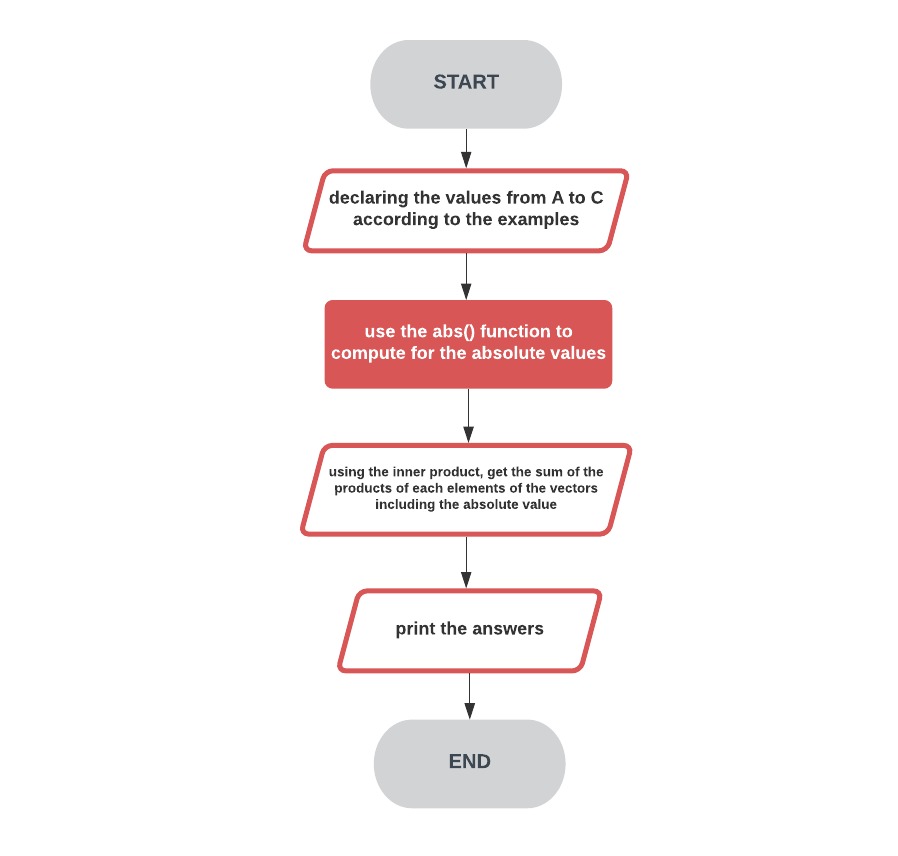 START
declaring the values from A to C
according to the examples
use the abs() function to
compute for the absolute values
using the inner product, get the sum of the
products of each elements of the vectors
including the absolute value
print the answers
END